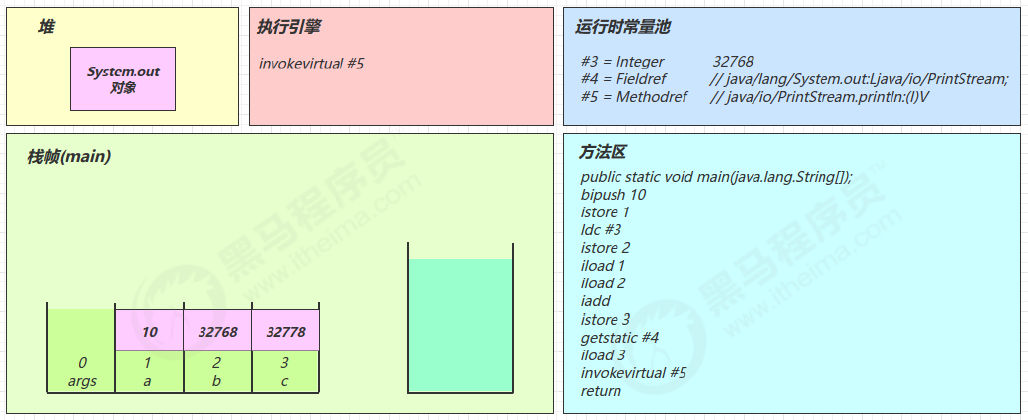 堆
System.out
对象
执行引擎
invokevirtual #5
运行时常量池
#3 = Integer 32768
#4 = Fieldref // java/lang/System.out:Ljava/io/PrintStream;
#5 = Methodref // java/io/PrintStream.println:(I)V
栈帧(main)
10 32768 32778
0 1 2 3
args a b c
方法区
public static void main(java.lang.String[]);
bipush 10
istore 1
ldc #3
istore 2
iload 1
iload 2
iadd
istore 3
getstatic #4
iload 3
invokevirtual #5
return
黑马程序员
www.itheima.com
黑马程序员™
www.itheima.com